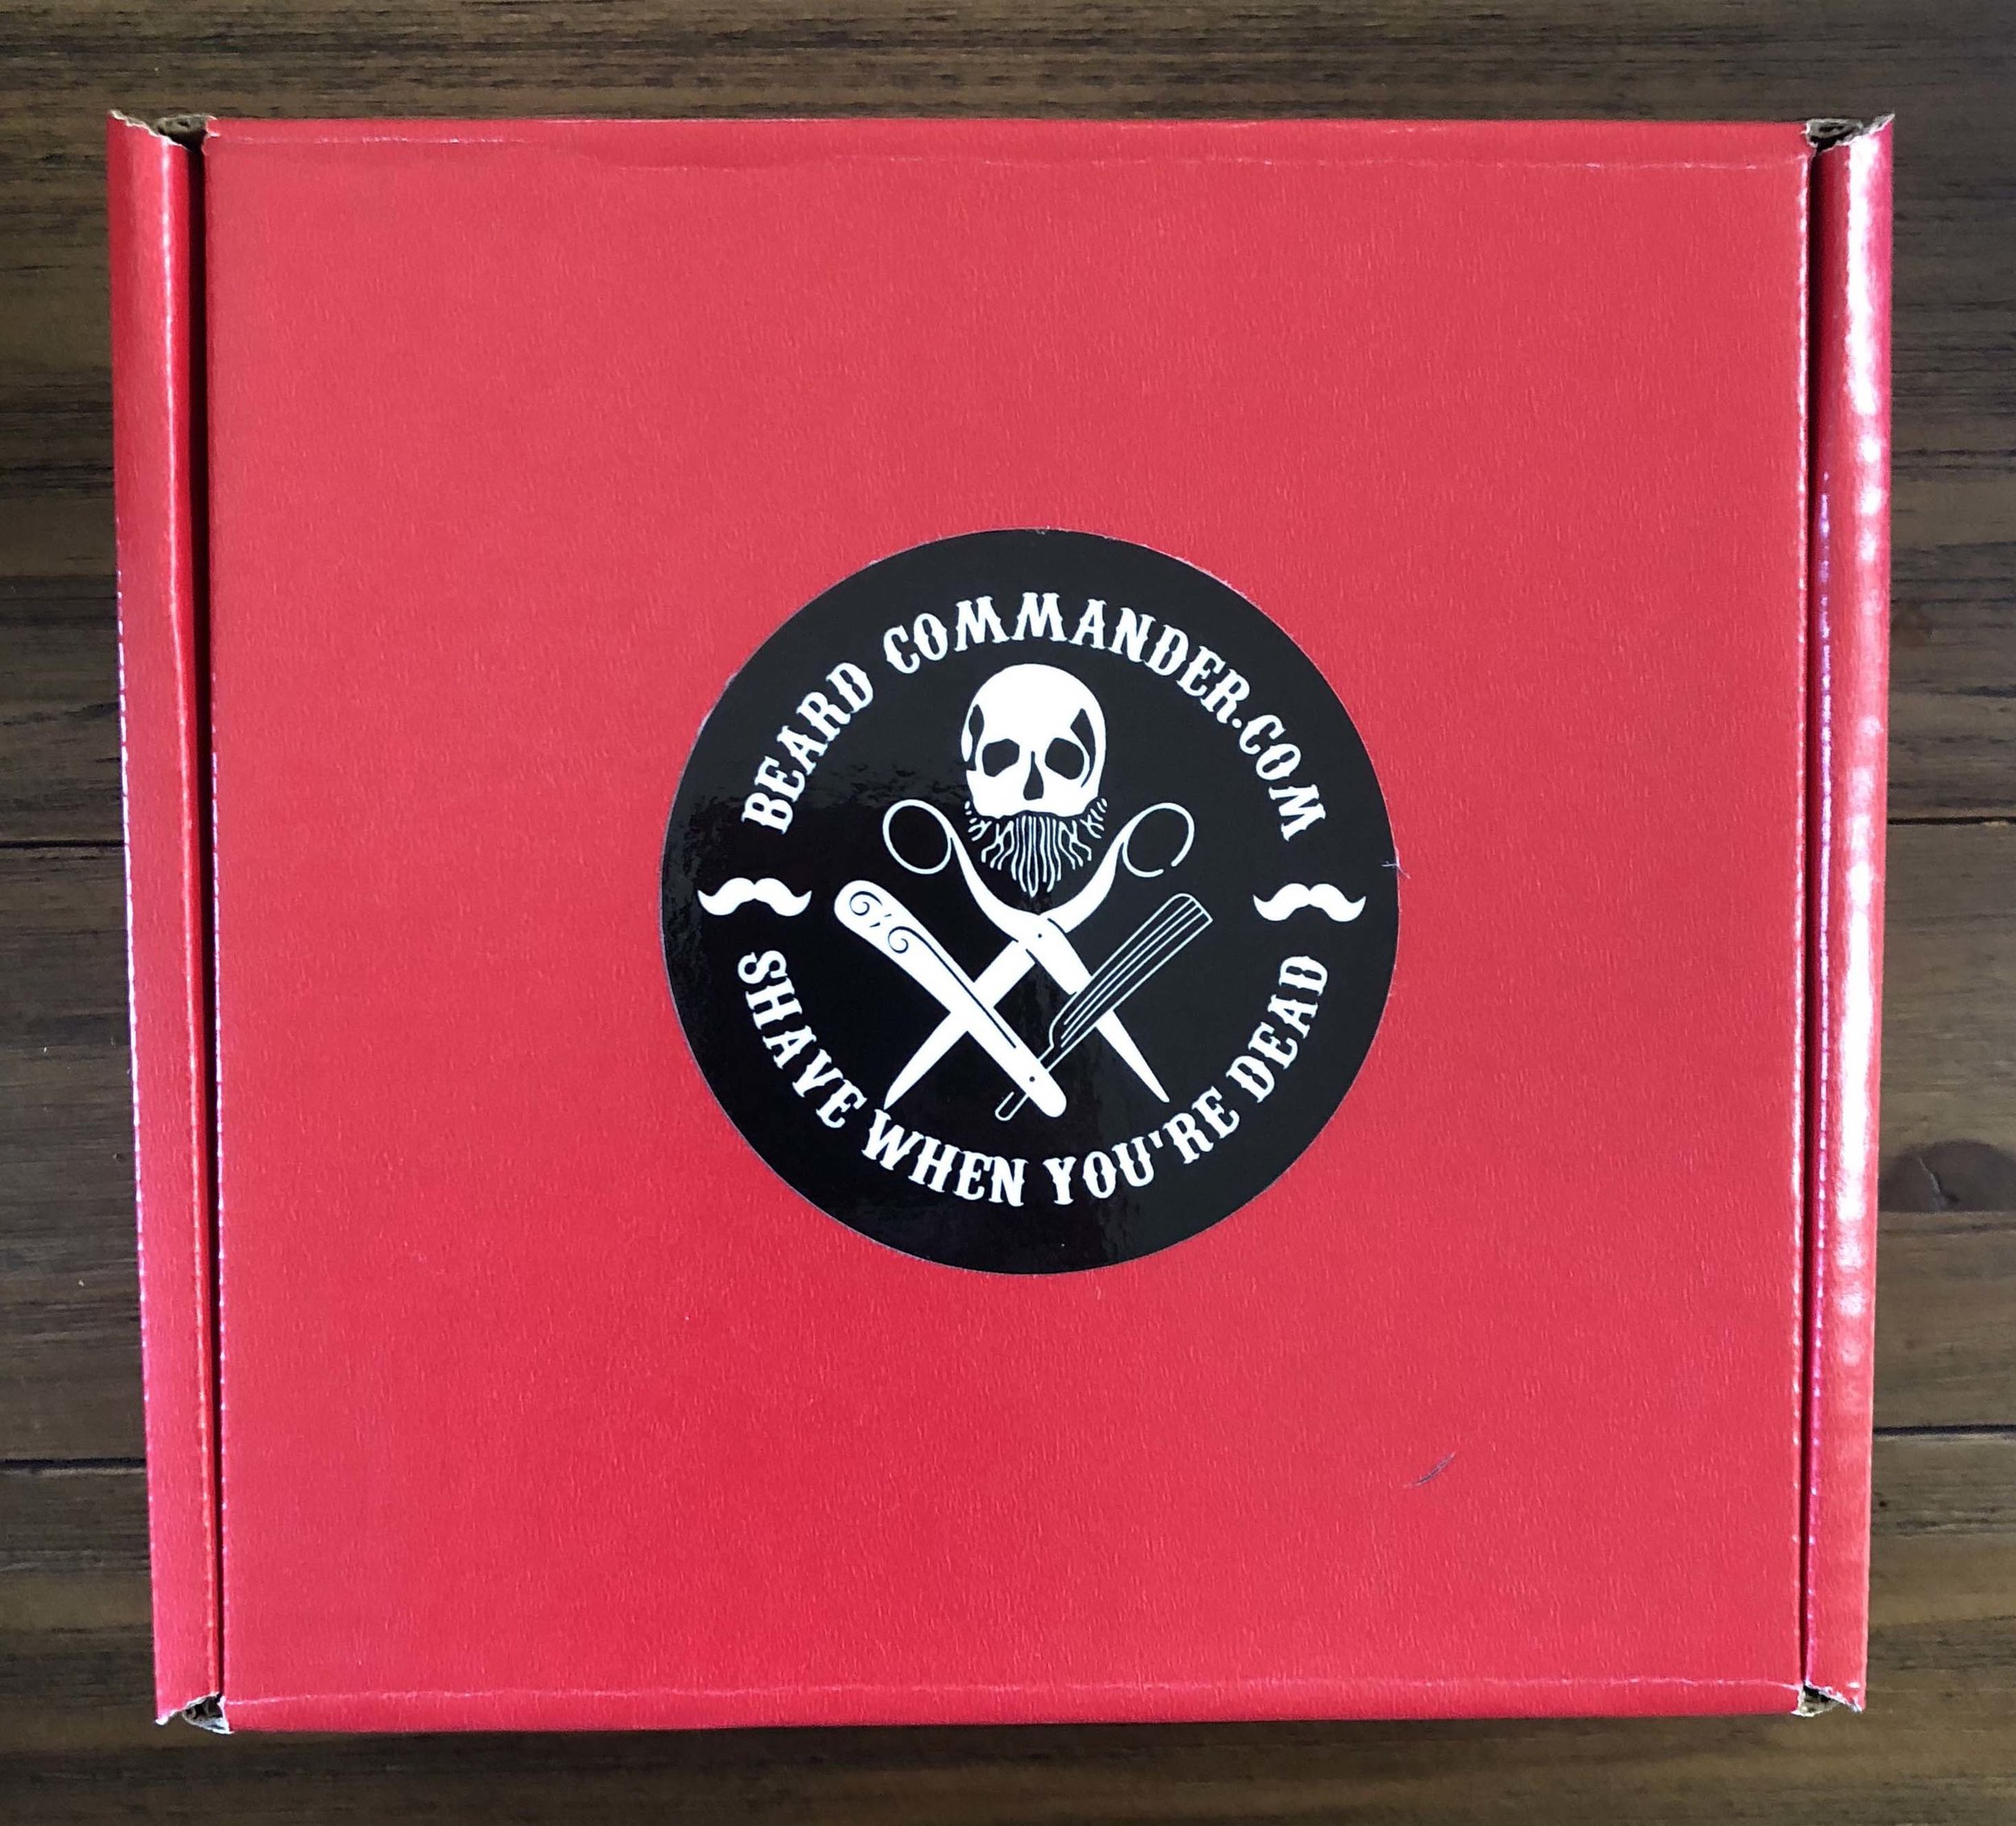 BEARD COMMANDER.COM
SHAVE WHEN YOU'RE DEAD